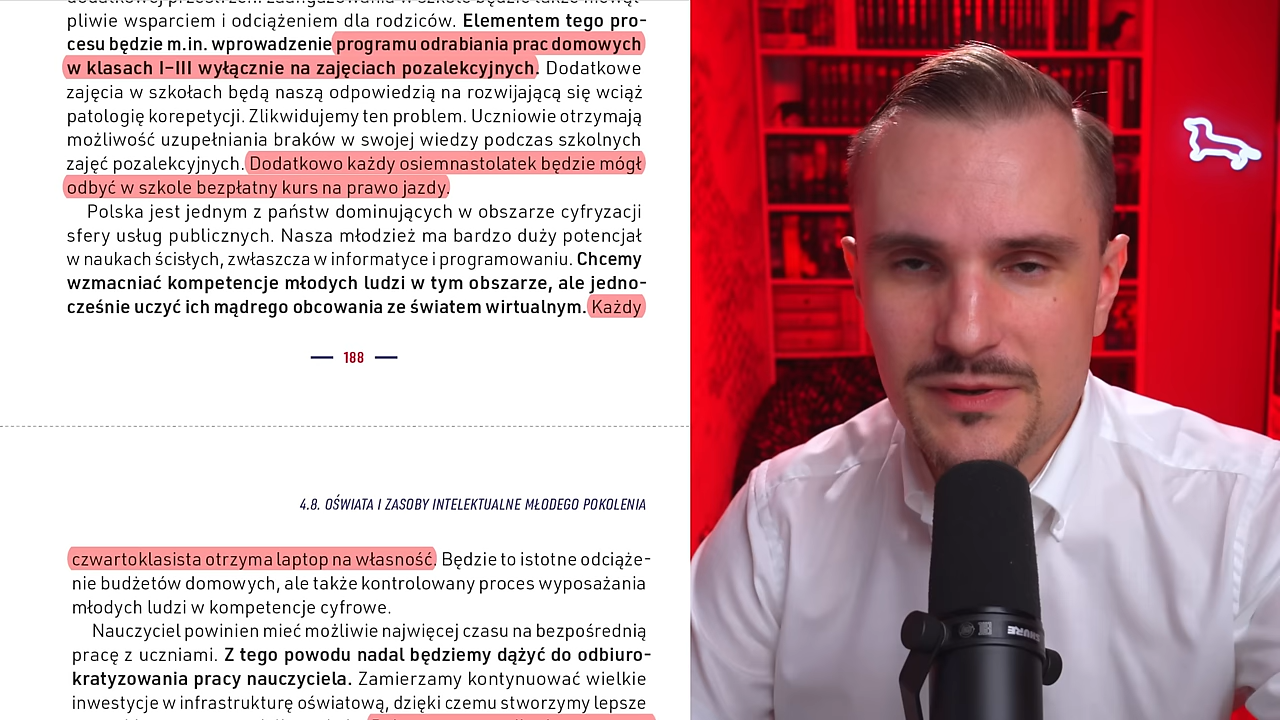 pliwie wsparciem i odciążeniem dla rodziców. Elementem tego pro-
cesu będzie m.in. wprowadzenie programu odrabiania prac domowych
w klasach I–III wyłącznie na zajęciach pozalekcyjnych. Dodatkowe
zajęcia w szkołach będą naszą odpowiedzią na rozwijającą się wciąż
patologię korepetycji. Zlikwidujemy ten problem. Uczniowie otrzymają
możliwość uzupełniania braków w swojej wiedzy podczas szkolnych
zajęć pozalekcyjnych. Dodatkowo każdy osiemnastolatek będzie mógł
odbyć w szkole bezpłatny kurs na prawo jazdy.
Polska jest jednym z państw dominujących w obszarze cyfryzacji
sfery usług publicznych. Nasza młodzież ma bardzo duży potencjał
w naukach ścisłych, zwłaszcza w informatyce i programowaniu. Chcemy
wzmacniać kompetencje młodych ludzi w tym obszarze, ale jedno-
cześnie uczyć ich mądrego obcowania ze światem wirtualnym. Każdy
188
4.8. OŚWIATA I ZASOBY INTELEKTUALNE MŁODEGO POKOLENIA
czwartoklasista otrzyma laptop na własność. Będzie to istotne odciąże-
nie budżetów domowych, ale także kontrolowany proces wyposażania
młodych ludzi w kompetencje cyfrowe.
Nauczyciel powinien mieć możliwie najwięcej czasu na bezpośrednią
pracę z uczniami. Z tego powodu nadal będziemy dążyć do odbiuro-
kratyzowania pracy nauczyciela. Zamierzamy kontynuować wielkie
inwestycje w infrastrukturę oświatową, dzięki czemu stworzymy lepsze
SHURE